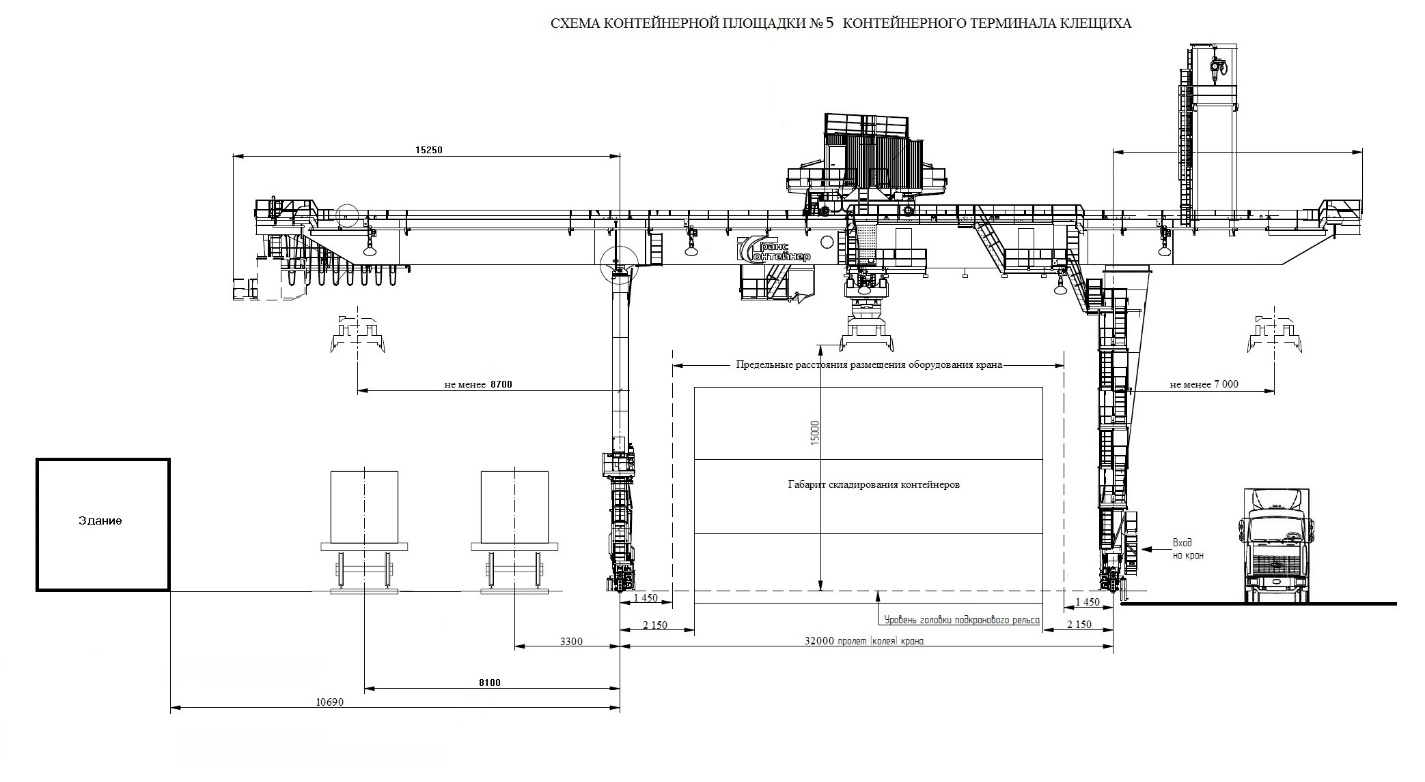 СХЕМА КОНТЕЙНЕРНОЙ ПЛОЩАДКИ № 5 КОНТЕЙНЕРНОГО ТЕРМИНАЛА КЛЕЩИХА
15250
Транс
Контейнер
Предельные расстояния размещения оборудования крана
не менее 8700
не менее 7 000
15000
Габарит складирования контейнеров
Здание
Вход
на кран
1 450
1 450
2 150
Уровень головки подкранового рельса
2 150
3300
32000 пролет (колея) крана
8100
10690